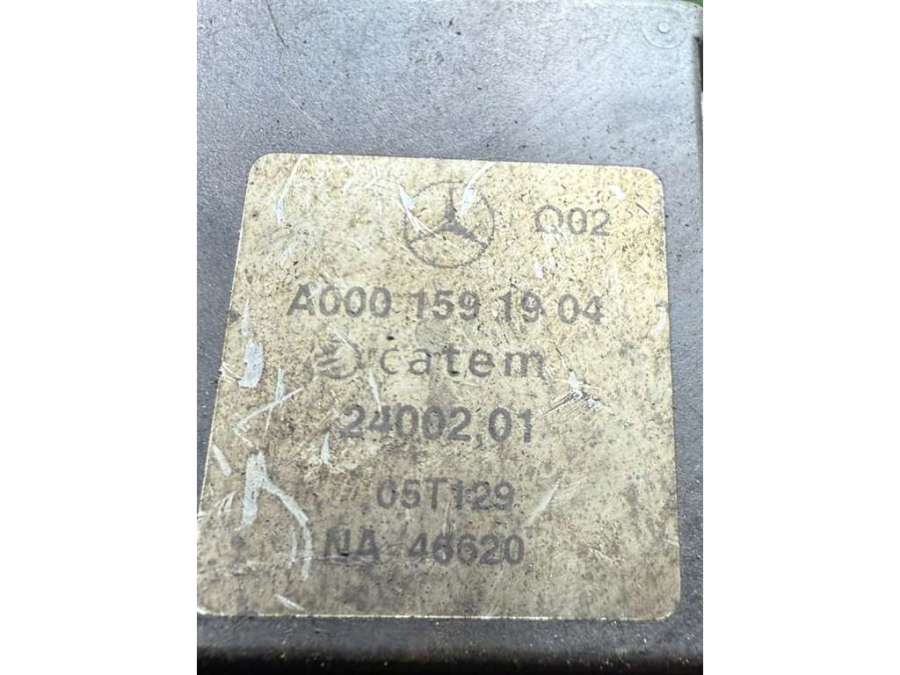 Q02
A000 159 19 04
catem
24002.01
05T129
NA-46620